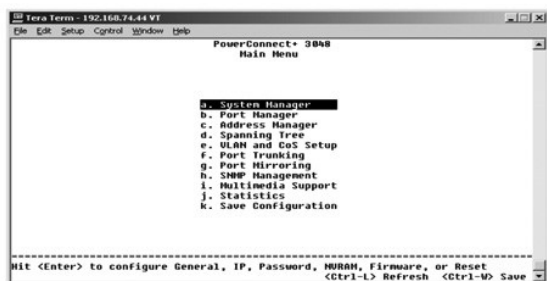 Tera Term - 192.168.74.44 VT
File Edit Setup Control Window Help
PowerConnect+ 3048
Main Menu
a. System Manager
b. Port Manager
c. Address Manager
d. Spanning Tree
e. VLAN and CoS Setup
f. Port Trunking
g. Port Mirroring
h. SNMP Management
i. Multimedia Support
j. Statistics
k. Save Configuration
Hit <Enter> to configure General, IP, Password, NVRAM, Firmware, or Reset
<Ctrl-L> Refresh <Ctrl-W> Save